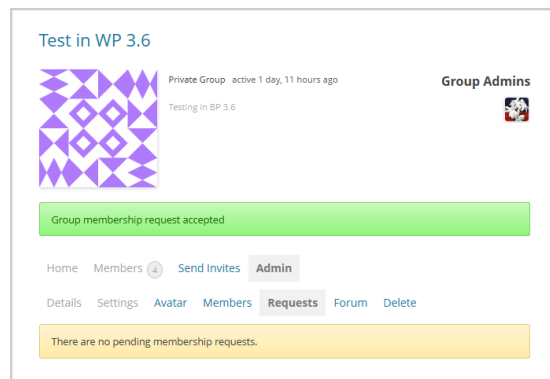 Test in WP 3.6
Private Group active 1 day, 11 hours ago
Group Admins
Testing in BP 3.6
Group membership request accepted
Home Members 4 Send Invites Admin
Details Settings Avatar Members Requests Forum Delete
There are no pending membership requests.